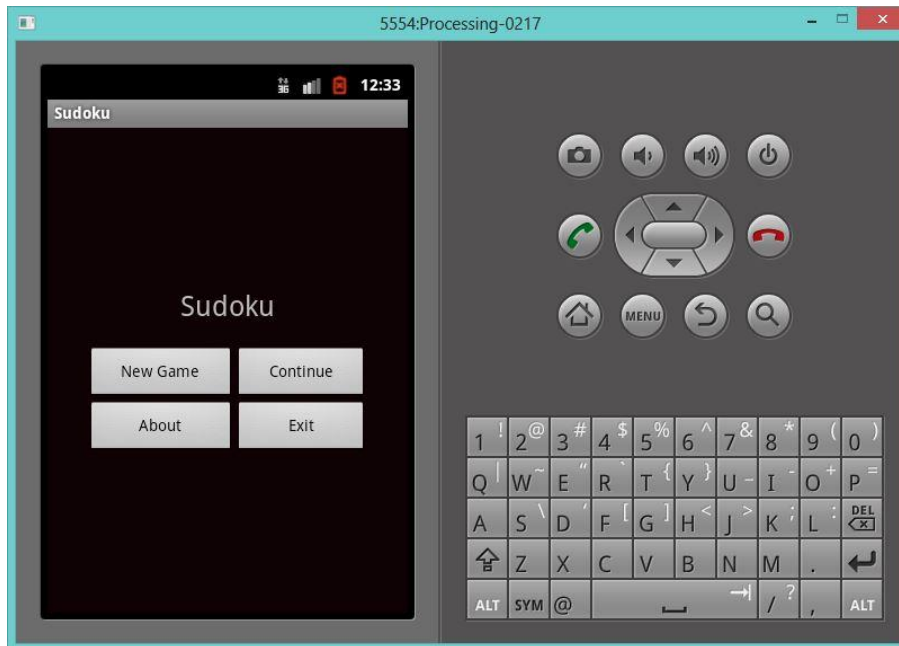 5554:Processing-0217
3G 12:33
Sudoku
Sudoku
New Game Continue
About Exit
MENU
1 ! 2 @ 3 # 4 $ 5 % 6 ^ 7 & 8 * 9 ( 0 )
Q | W ~ E " R ` T { Y } U _ I - O + P =
A S \ D ' F [ G ] H < J > K ; L : DEL
Z X C V B N M .
ALT SYM @ / ? , ALT